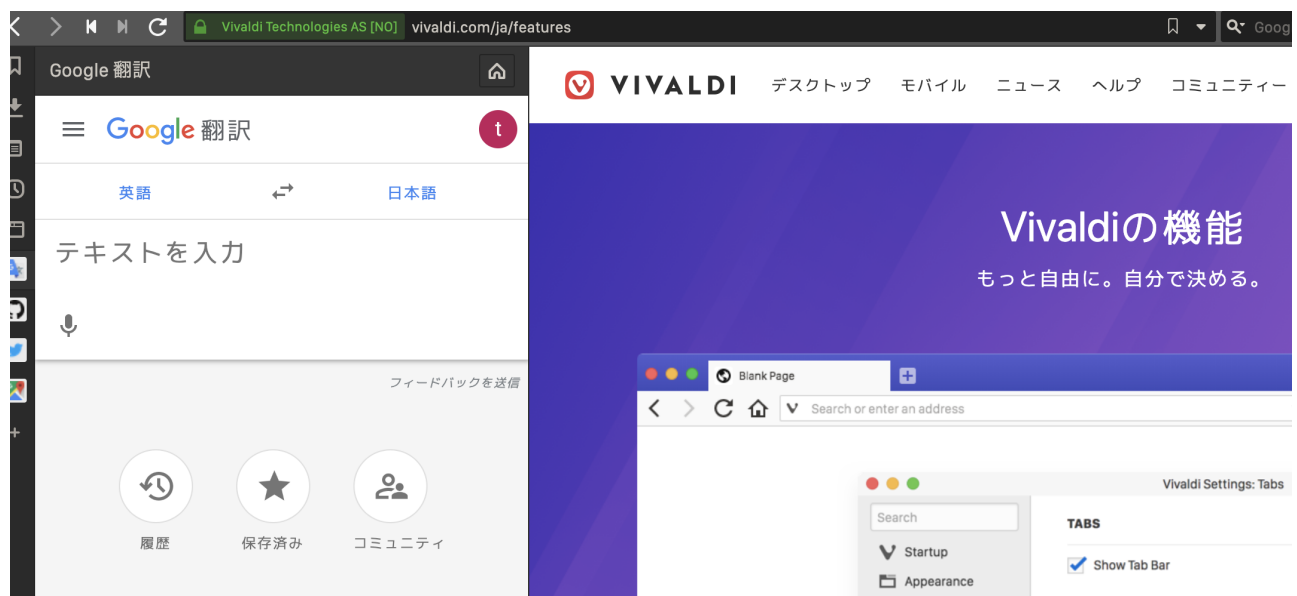 Vivaldi Technologies AS [NO] vivaldi.com/ja/features
Goog
Google 翻訳
Google 翻訳
t
英語 日本語
テキストを入力
フィードバックを送信
履歴 保存済み コミュニティ
VIVALDI デスクトップ モバイル ニュース ヘルプ コミュニティー
Vivaldiの機能
もっと自由に。自分で決める。
Blank Page
Search or enter an address
Vivaldi Settings: Tabs
Search
TABS
Startup
Show Tab Bar
Appearance